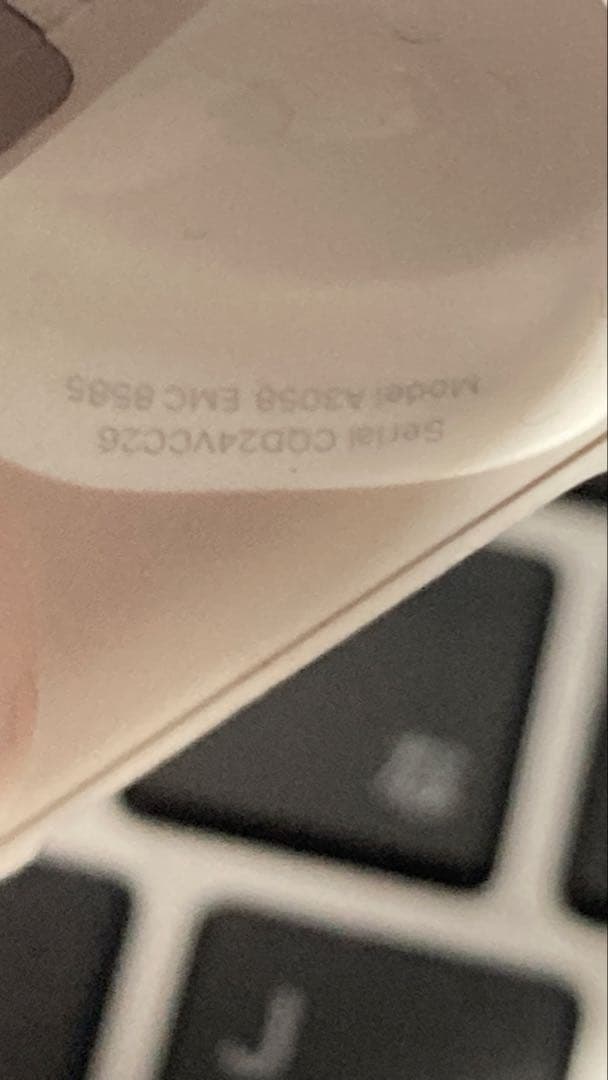 Model A3058 EMC 8585
Serial CQD24VCC26
J